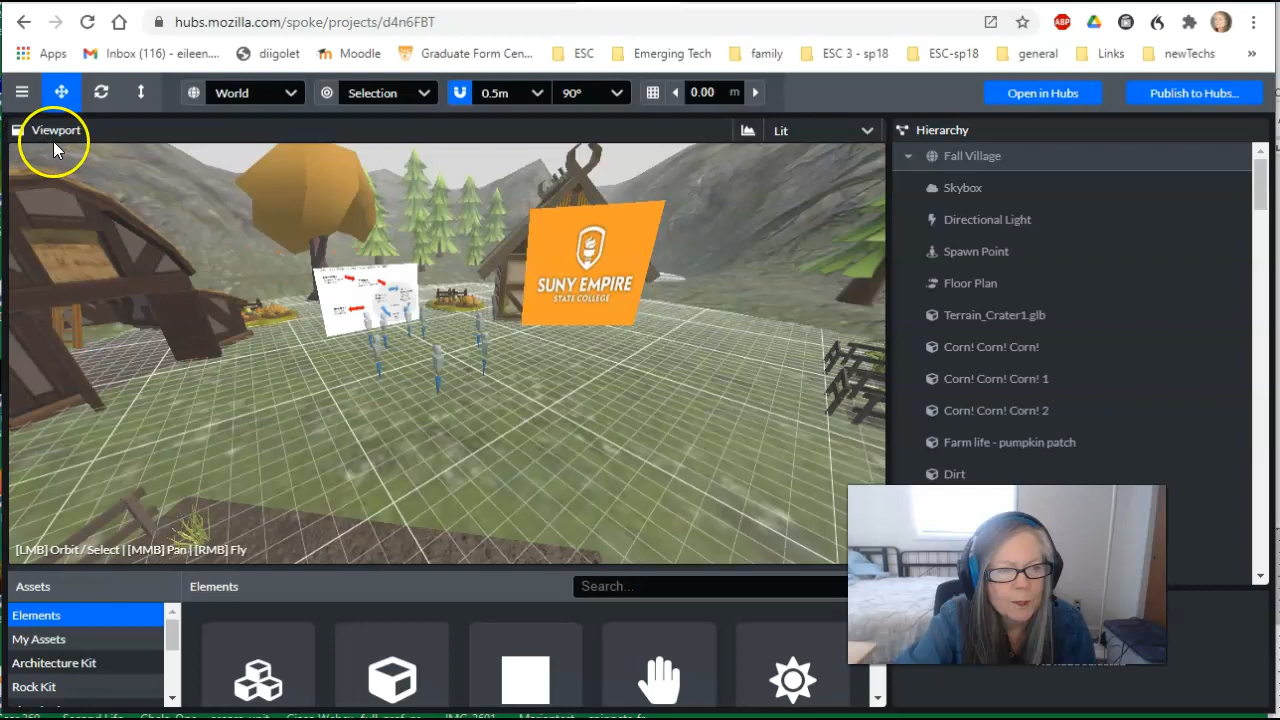 hubs.mozilla.com/spoke/projects/d4n6FBT
ABP
Apps Inbox (116) - eileen.... diigolet Moodle Graduate Form Cen... ESC Emerging Tech family ESC 3 - sp18 ESC-sp18 general Links newTechs »
World Selection 0.5m 90° 0.00 m Open in Hubs Publish to Hubs...
Viewport Lit Hierarchy
Fall Village
Skybox
Directional Light
Spawn Point
Floor Plan
Terrain_Crater1.glb
Corn! Corn! Corn!
Corn! Corn! Corn! 1
Corn! Corn! Corn! 2
Farm life - pumpkin patch
Dirt
SUNY EMPIRE
STATE COLLEGE
[LMB] Orbit / Select | [MMB] Pan | [RMB] Fly
Assets Elements Search...
Elements
My Assets
Architecture Kit
Rock Kit